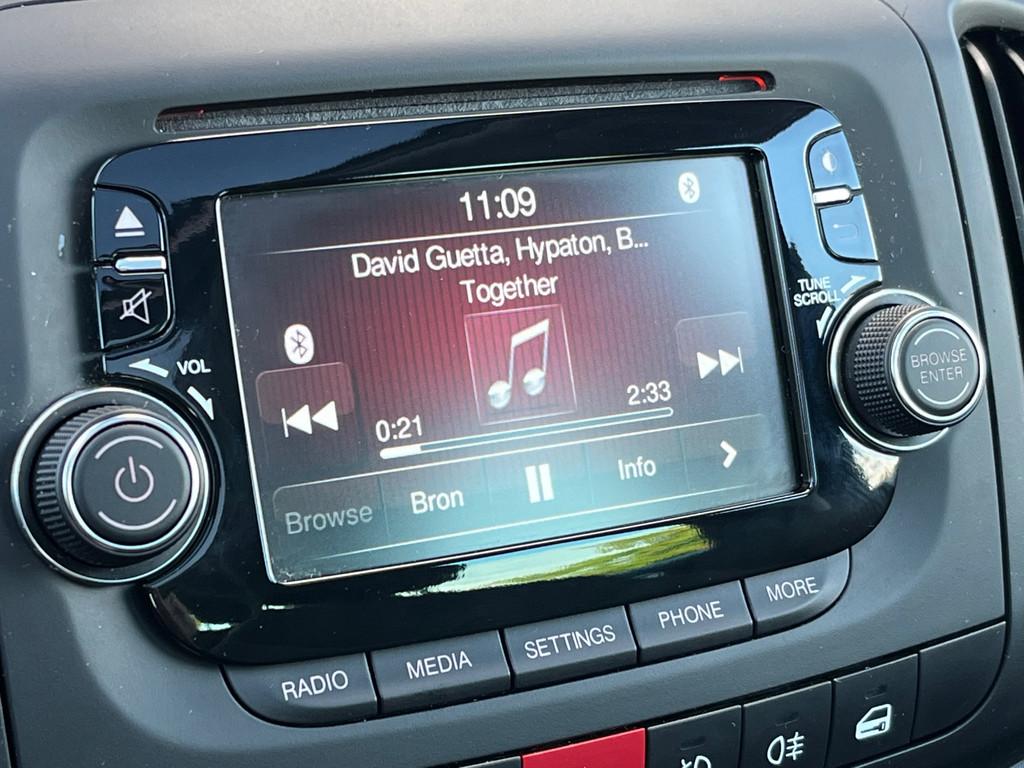 11:09
David Guetta, Hypaton, B...
Together
0:21
2:33
Browse
Bron
Info
VOL
TUNE
SCROLL
BROWSE
ENTER
RADIO
MEDIA
SETTINGS
PHONE
MORE